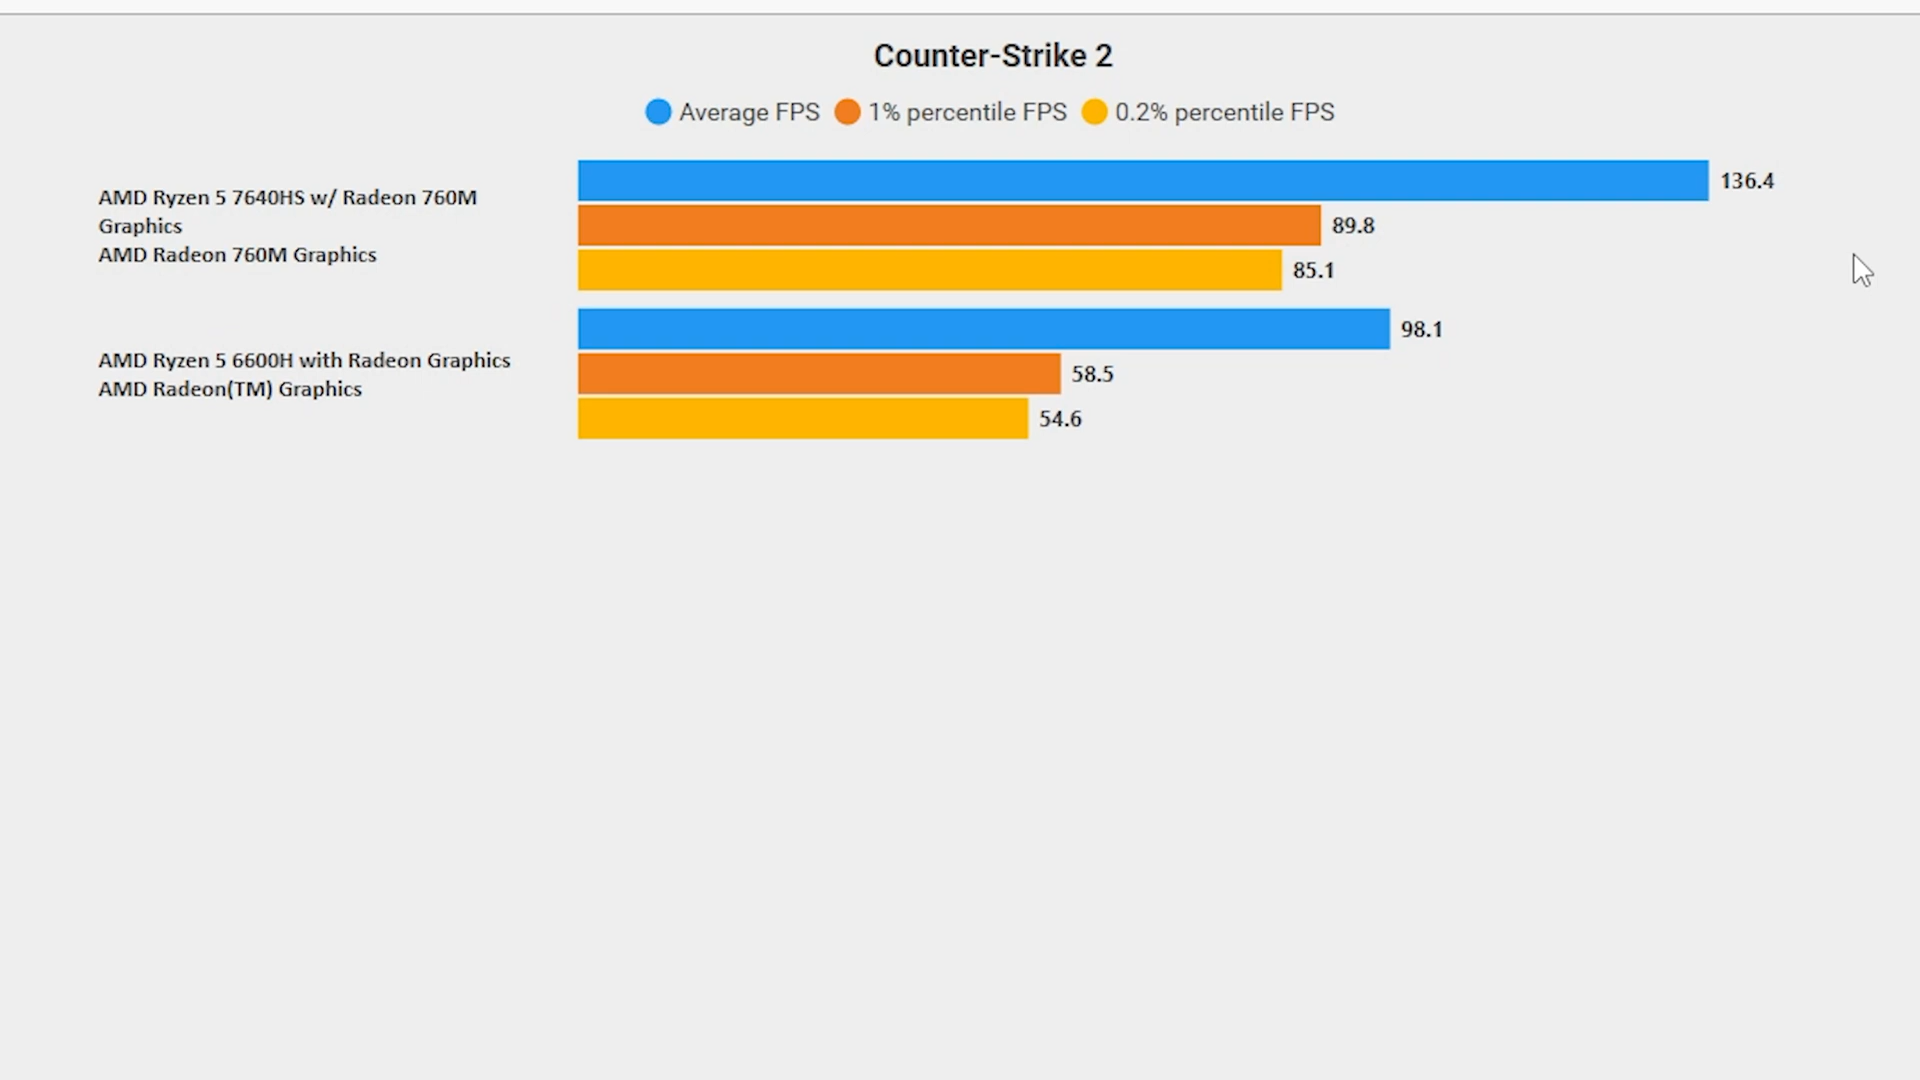 Counter-Strike 2
Average FPS 1% percentile FPS 0.2% percentile FPS
AMD Ryzen 5 7640HS w/ Radeon 760M
Graphics
AMD Radeon 760M Graphics
136.4
89.8
85.1
AMD Ryzen 5 6600H with Radeon Graphics
AMD Radeon(TM) Graphics
98.1
58.5
54.6